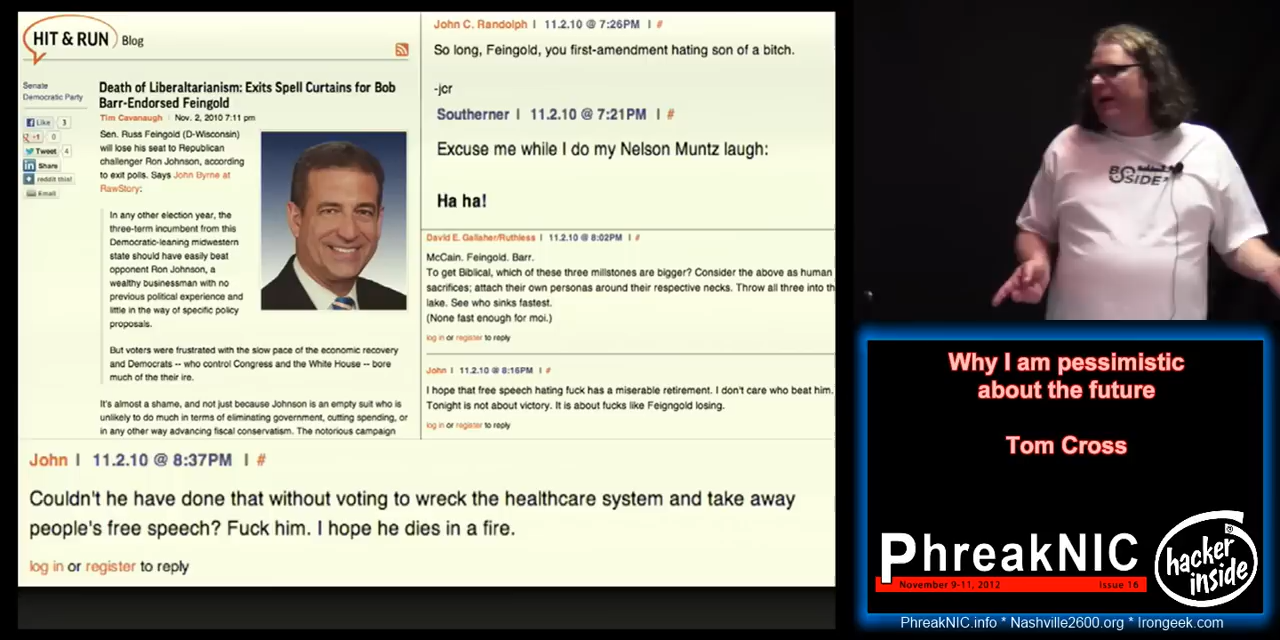 HIT & RUN Blog
Senate
Democratic Party
Like 3
+1 0
Tweet 4
Share
reddit this!
Email
Death of Liberaltarianism: Exits Spell Curtains for Bob
Barr-Endorsed Feingold
Tim Cavanaugh | Nov. 2, 2010 7:11 pm
Sen. Russ Feingold (D-Wisconsin)
will lose his seat to Republican
challenger Ron Johnson, according
to exit polls. Says John Byrne at
RawStory:
In any other election year, the
three-term incumbent from this
Democratic-leaning midwestern
state should have easily beat
opponent Ron Johnson, a
wealthy businessman with no
previous political experience and
little in the way of specific policy
proposals.
But voters were frustrated with the slow pace of the economic recovery
and Democrats -- who control Congress and the White House -- bore
much of the their ire.
It's almost a shame, and not just because Johnson is an empty suit who is
unlikely to do much in terms of eliminating government, cutting spending, or
in any other way advancing fiscal conservatism. The notorious campaign
John C. Randolph | 11.2.10 @ 7:26PM | #
So long, Feingold, you first-amendment hating son of a bitch.
-jcr
Southerner | 11.2.10 @ 7:21PM | #
Excuse me while I do my Nelson Muntz laugh:
Ha ha!
David E. Gallaher/Ruthless | 11.2.10 @ 8:02PM | #
McCain. Feingold. Barr.
To get Biblical, which of these three millstones are bigger? Consider the above as human
sacrifices; attach their own personas around their respective necks. Throw all three into th
lake. See who sinks fastest.
(None fast enough for moi.)
log in or register to reply
John | 11.2.10 @ 8:16PM | #
I hope that free speech hating fuck has a miserable retirement. I don't care who beat him.
Tonight is not about victory. It is about fucks like Feigngold losing.
log in or register to reply
John | 11.2.10 @ 8:37PM | #
Couldn't he have done that without voting to wreck the healthcare system and take away
people's free speech? Fuck him. I hope he dies in a fire.
log in or register to reply
SIDE
Why I am pessimistic
about the future
Tom Cross
PhreakNIC
November 9-11, 2012 Issue 16
hacker
inside
PhreakNIC.info * Nashville2600.org * Irongeek.com